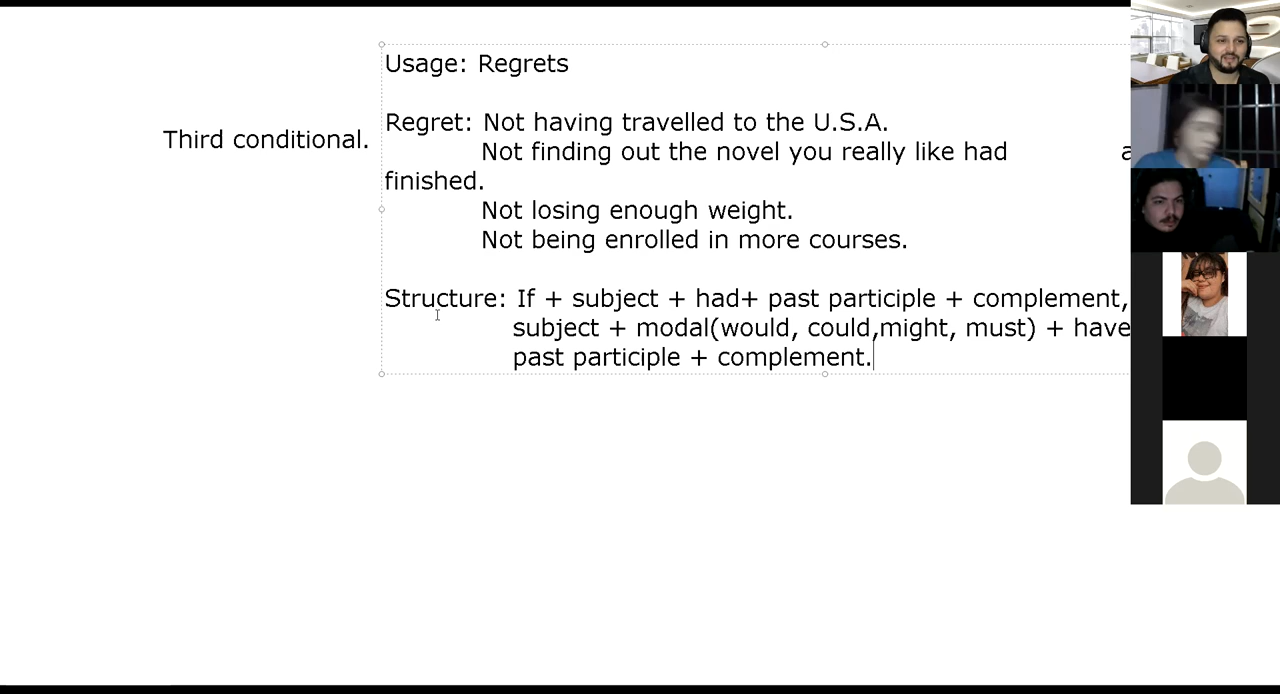 Usage: Regrets
Third conditional.
Regret: Not having travelled to the U.S.A.
Not finding out the novel you really like had
finished.
Not losing enough weight.
Not being enrolled in more courses.
Structure: If + subject + had+ past participle + complement,
subject + modal(would, could,might, must) + have
past participle + complement.